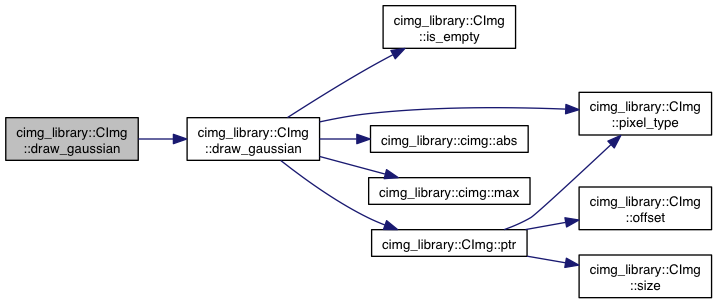 cimg_library::CImg
::draw_gaussian
cimg_library::CImg
::draw_gaussian
cimg_library::CImg
::is_empty
cimg_library::CImg
::pixel_type
cimg_library::cimg::abs
cimg_library::cimg::max
cimg_library::CImg::ptr
cimg_library::CImg
::offset
cimg_library::CImg
::size